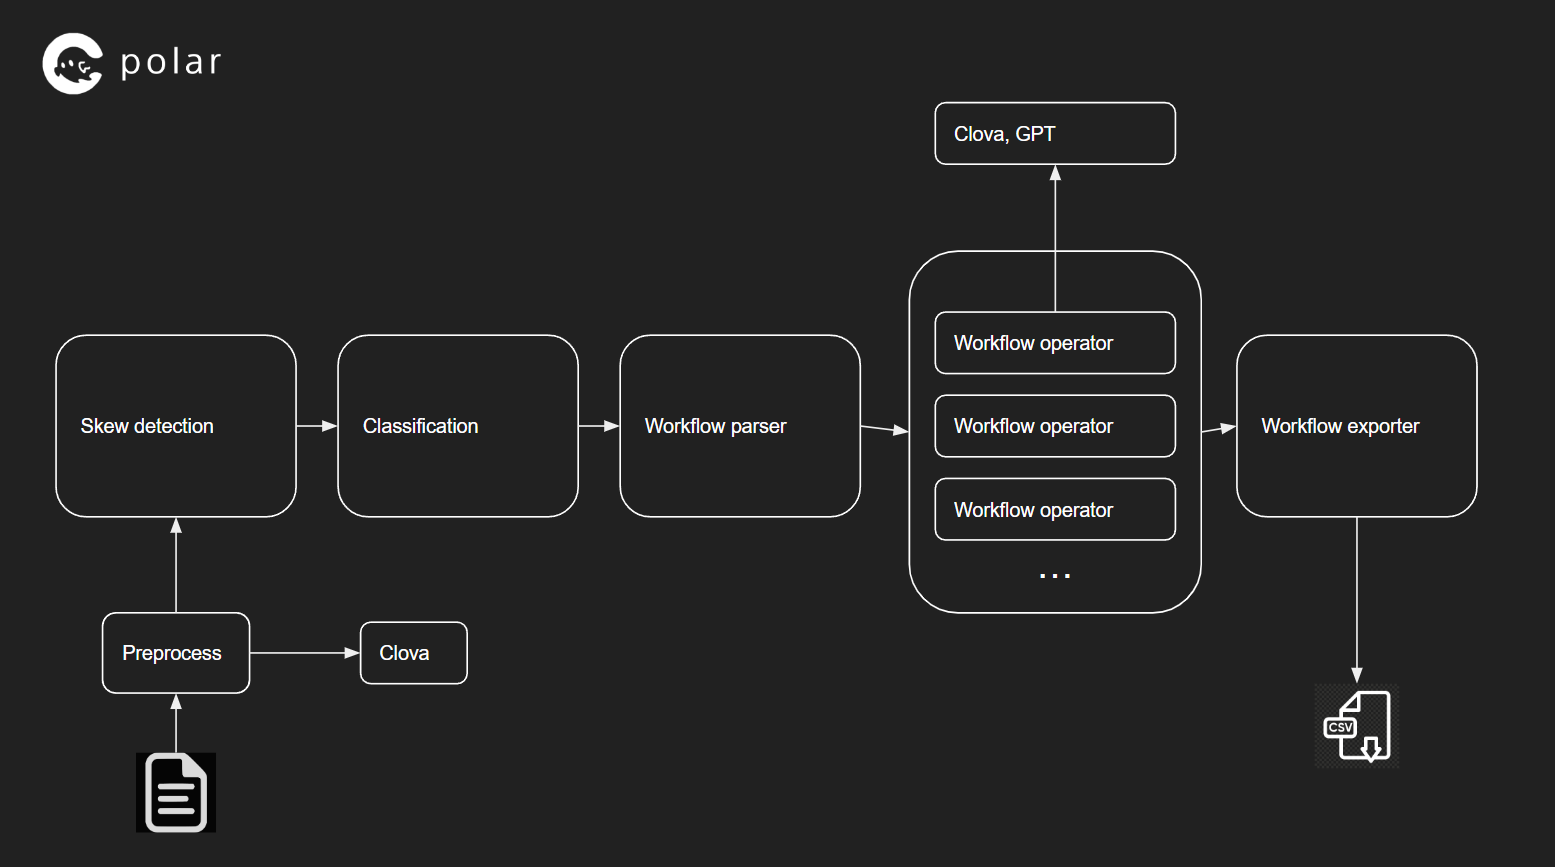 polar
Clova, GPT
Workflow operator
Skew detection
Classification
Workflow parser
Workflow operator
Workflow exporter
Workflow operator
...
Preprocess
Clova
CSV